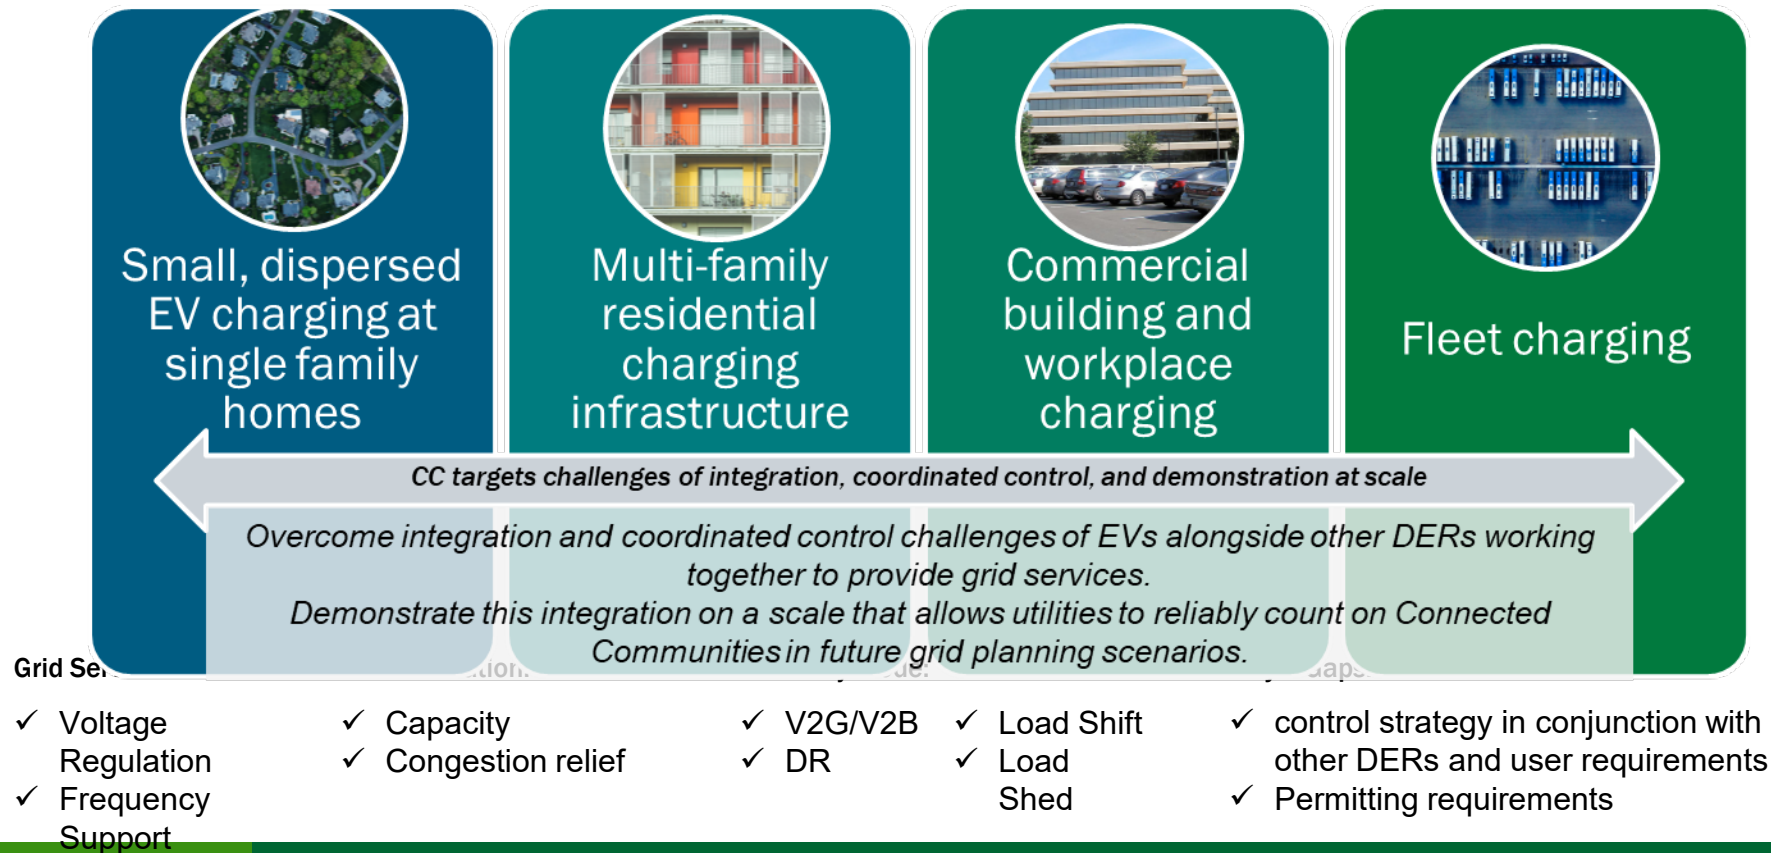 Small, dispersed
EV charging at
single family
homes
Multi-family
residential
charging
infrastructure
Commercial
building and
workplace
charging
Fleet charging
CC targets challenges of integration, coordinated control, and demonstration at scale
Overcome integration and coordinated control challenges of EVs alongside other DERs working
together to provide grid services.
Demonstrate this integration on a scale that allows utilities to reliably count on Connected
Communities in future grid planning scenarios.
Grid
✓ Voltage
Regulation
✓ Frequency
Support
✓ Capacity
✓ Congestion relief
✓ V2G/V2B
✓ DR
✓ Load Shift
✓ Load
Shed
✓ control strategy in conjunction with
other DERs and user requirements
✓ Permitting requirements